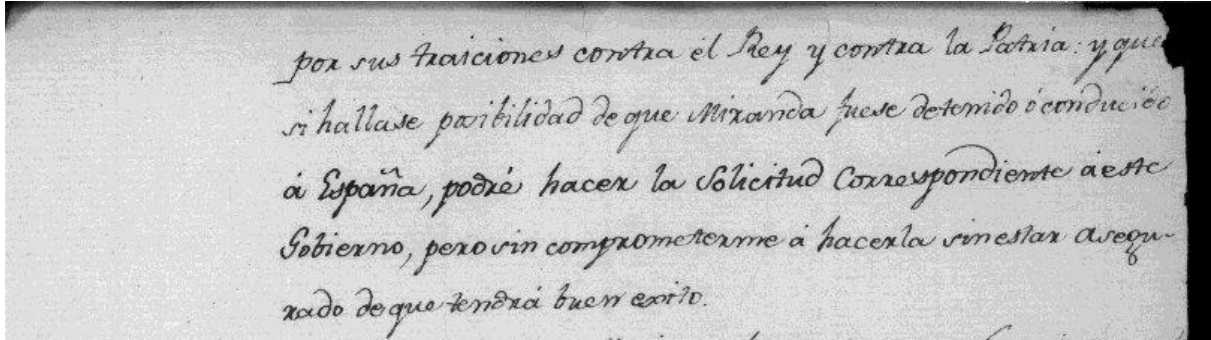 por sus traiciones contra el Rey y contra la Patria: y que
si hallase posibilidad de que Miranda fuese detenido ó conducido
á España, podré hacer la Solicitud Correspondiente á este
Gobierno, pero sin comprometerme á hacerla sin estar asegu-
rado de que tendrá buen exito.